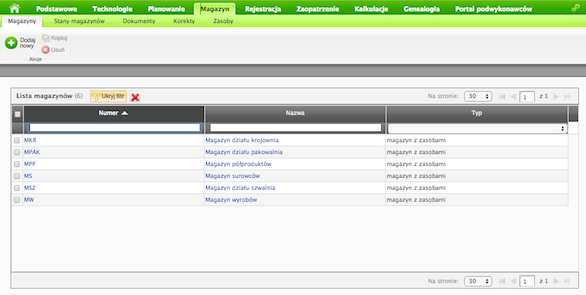 Podstawowe Technologie Planowanie Magazyn Rejestracja Zaopatrzenie Kalkulacje Genealogia Portal podwykonawców
Magazyny Stany magazynów Dokumenty Korekty Zasoby
Dodaj nowy
Kopiuj
Usuń
Akcje
Lista magazynów (6) Ukryj filtr Na stronie: 30 1 z 1
Numer Nazwa Typ
MKR Magazyn działu krojownia magazyn z zasobami
MPAK Magazyn działu pakowalnia magazyn z zasobami
MPP Magazyn półproduktów magazyn z zasobami
MS Magazyn surowców magazyn z zasobami
MSZ Magazyn działu szwalnia magazyn z zasobami
MW Magazyn wyrobów magazyn z zasobami
Na stronie: 30 1 z 1